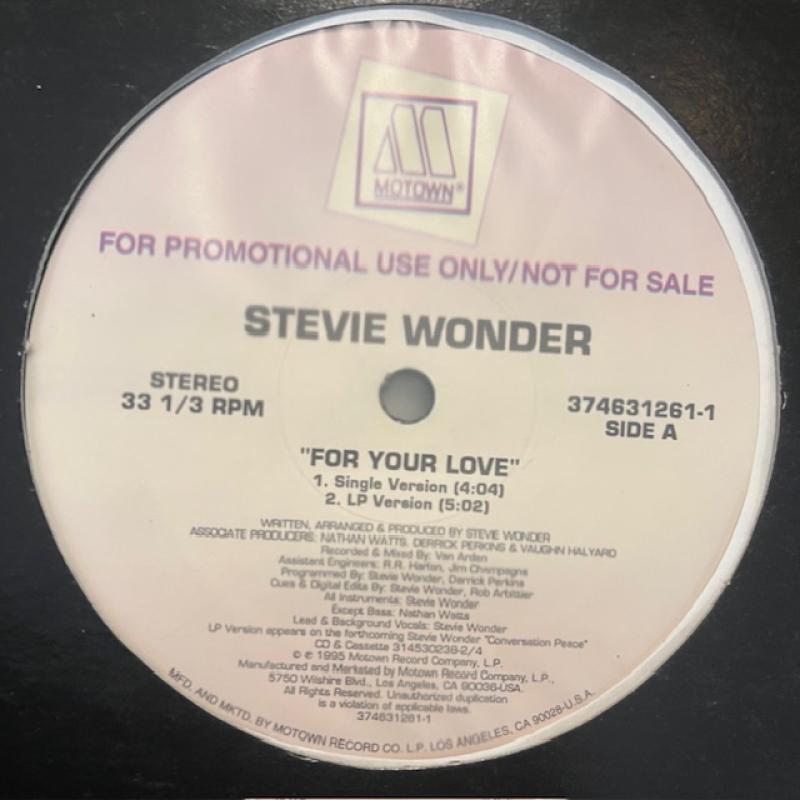 MOTOWN®
FOR PROMOTIONAL USE ONLY/NOT FOR SALE
STEVIE WONDER
STEREO
33 1/3 RPM
374631261-1
SIDE A
"FOR YOUR LOVE"
1. Single Version (4:04)
2. LP Version (5:02)
WRITTEN, ARRANGED & PRODUCED BY STEVIE WONDER
ASSOCIATE PRODUCERS: NATHAN WATTS, DERRICK PERKINS & VAUGHN HALYARD
Recorded & Mixed By: Van Arden
Assistant Engineers: R.R. Harlan, Jim Champagne
Programmed By: Stevie Wonder, Derrick Perkins
Cues & Digital Edits By: Stevie Wonder, Rob Arbittier
All Instruments: Stevie Wonder
Except Bass: Nathan Watts
Lead & Background Vocals: Stevie Wonder
LP Version appears on the forthcoming Stevie Wonder "Conversation Peace"
CD & Cassette 314530238-2/4
© ℗ 1995 Motown Record Company, L.P.
Manufactured and Marketed by Motown Record Company, L.P.,
5750 Wilshire Blvd., Los Angeles, CA 90036-USA.
All Rights Reserved. Unauthorized duplication
is a violation of applicable laws.
374631261-1
MFD. AND MKTD. BY MOTOWN RECORD CO. L.P. LOS ANGELES, CA 90028-U.S.A.